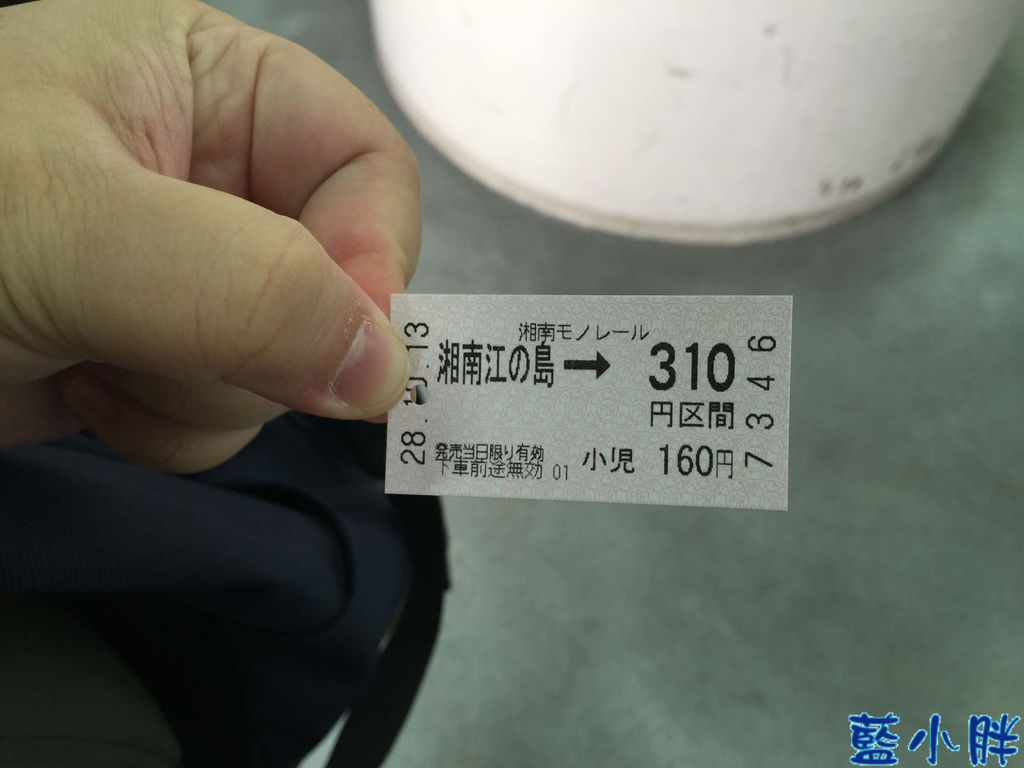 湘南モノレール
湘南江の島→ 310
円区間
発売当日限り有効
下車前途無効 01
小児 160円
7346
藍小胖